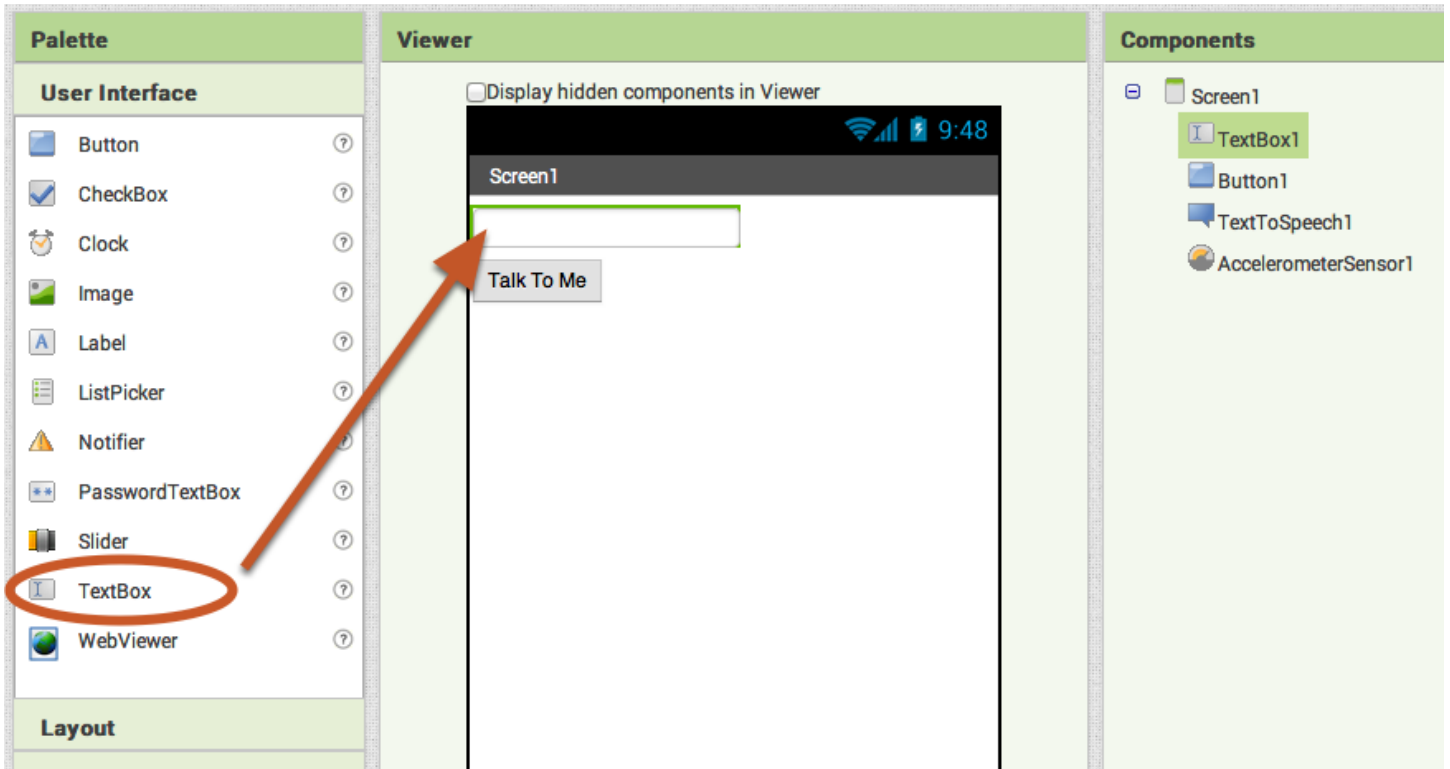 Palette
User Interface
Button
CheckBox
Clock
Image
Label
ListPicker
Notifier
PasswordTextBox
Slider
TextBox
WebViewer
Layout
Viewer
Display hidden components in Viewer
9:48
Screen1
Talk To Me
Components
Screen1
TextBox1
Button1
TextToSpeech1
AccelerometerSensor1